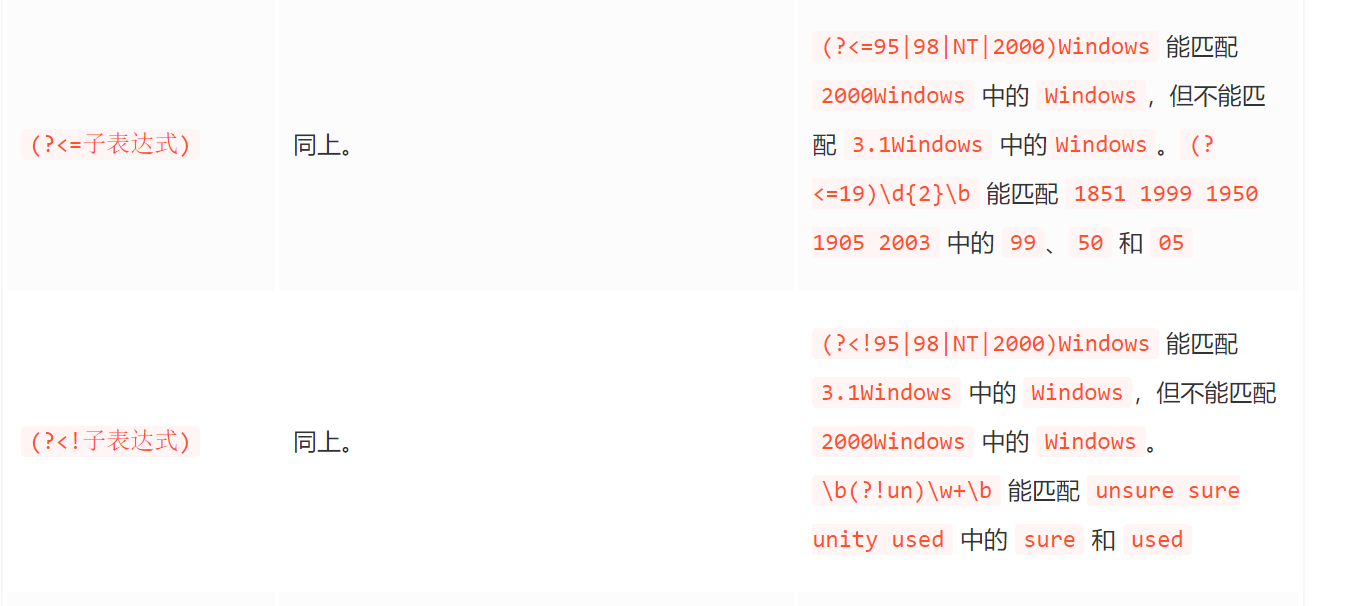 (?<=子表达式)
同上。
(?<=95|98|NT|2000)Windows 能匹配
2000Windows 中的 Windows，但不能匹
配 3.1Windows 中的 Windows 。 (?
<=19)\d{2}\b 能匹配 1851 1999 1950
1905 2003 中的 99 、 50 和 05
(?<!子表达式)
同上。
(?<!95|98|NT|2000)Windows 能匹配
3.1Windows 中的 Windows，但不能匹配
2000Windows 中的 Windows 。
\b(?!un)\w+\b 能匹配 unsure sure
unity used 中的 sure 和 used